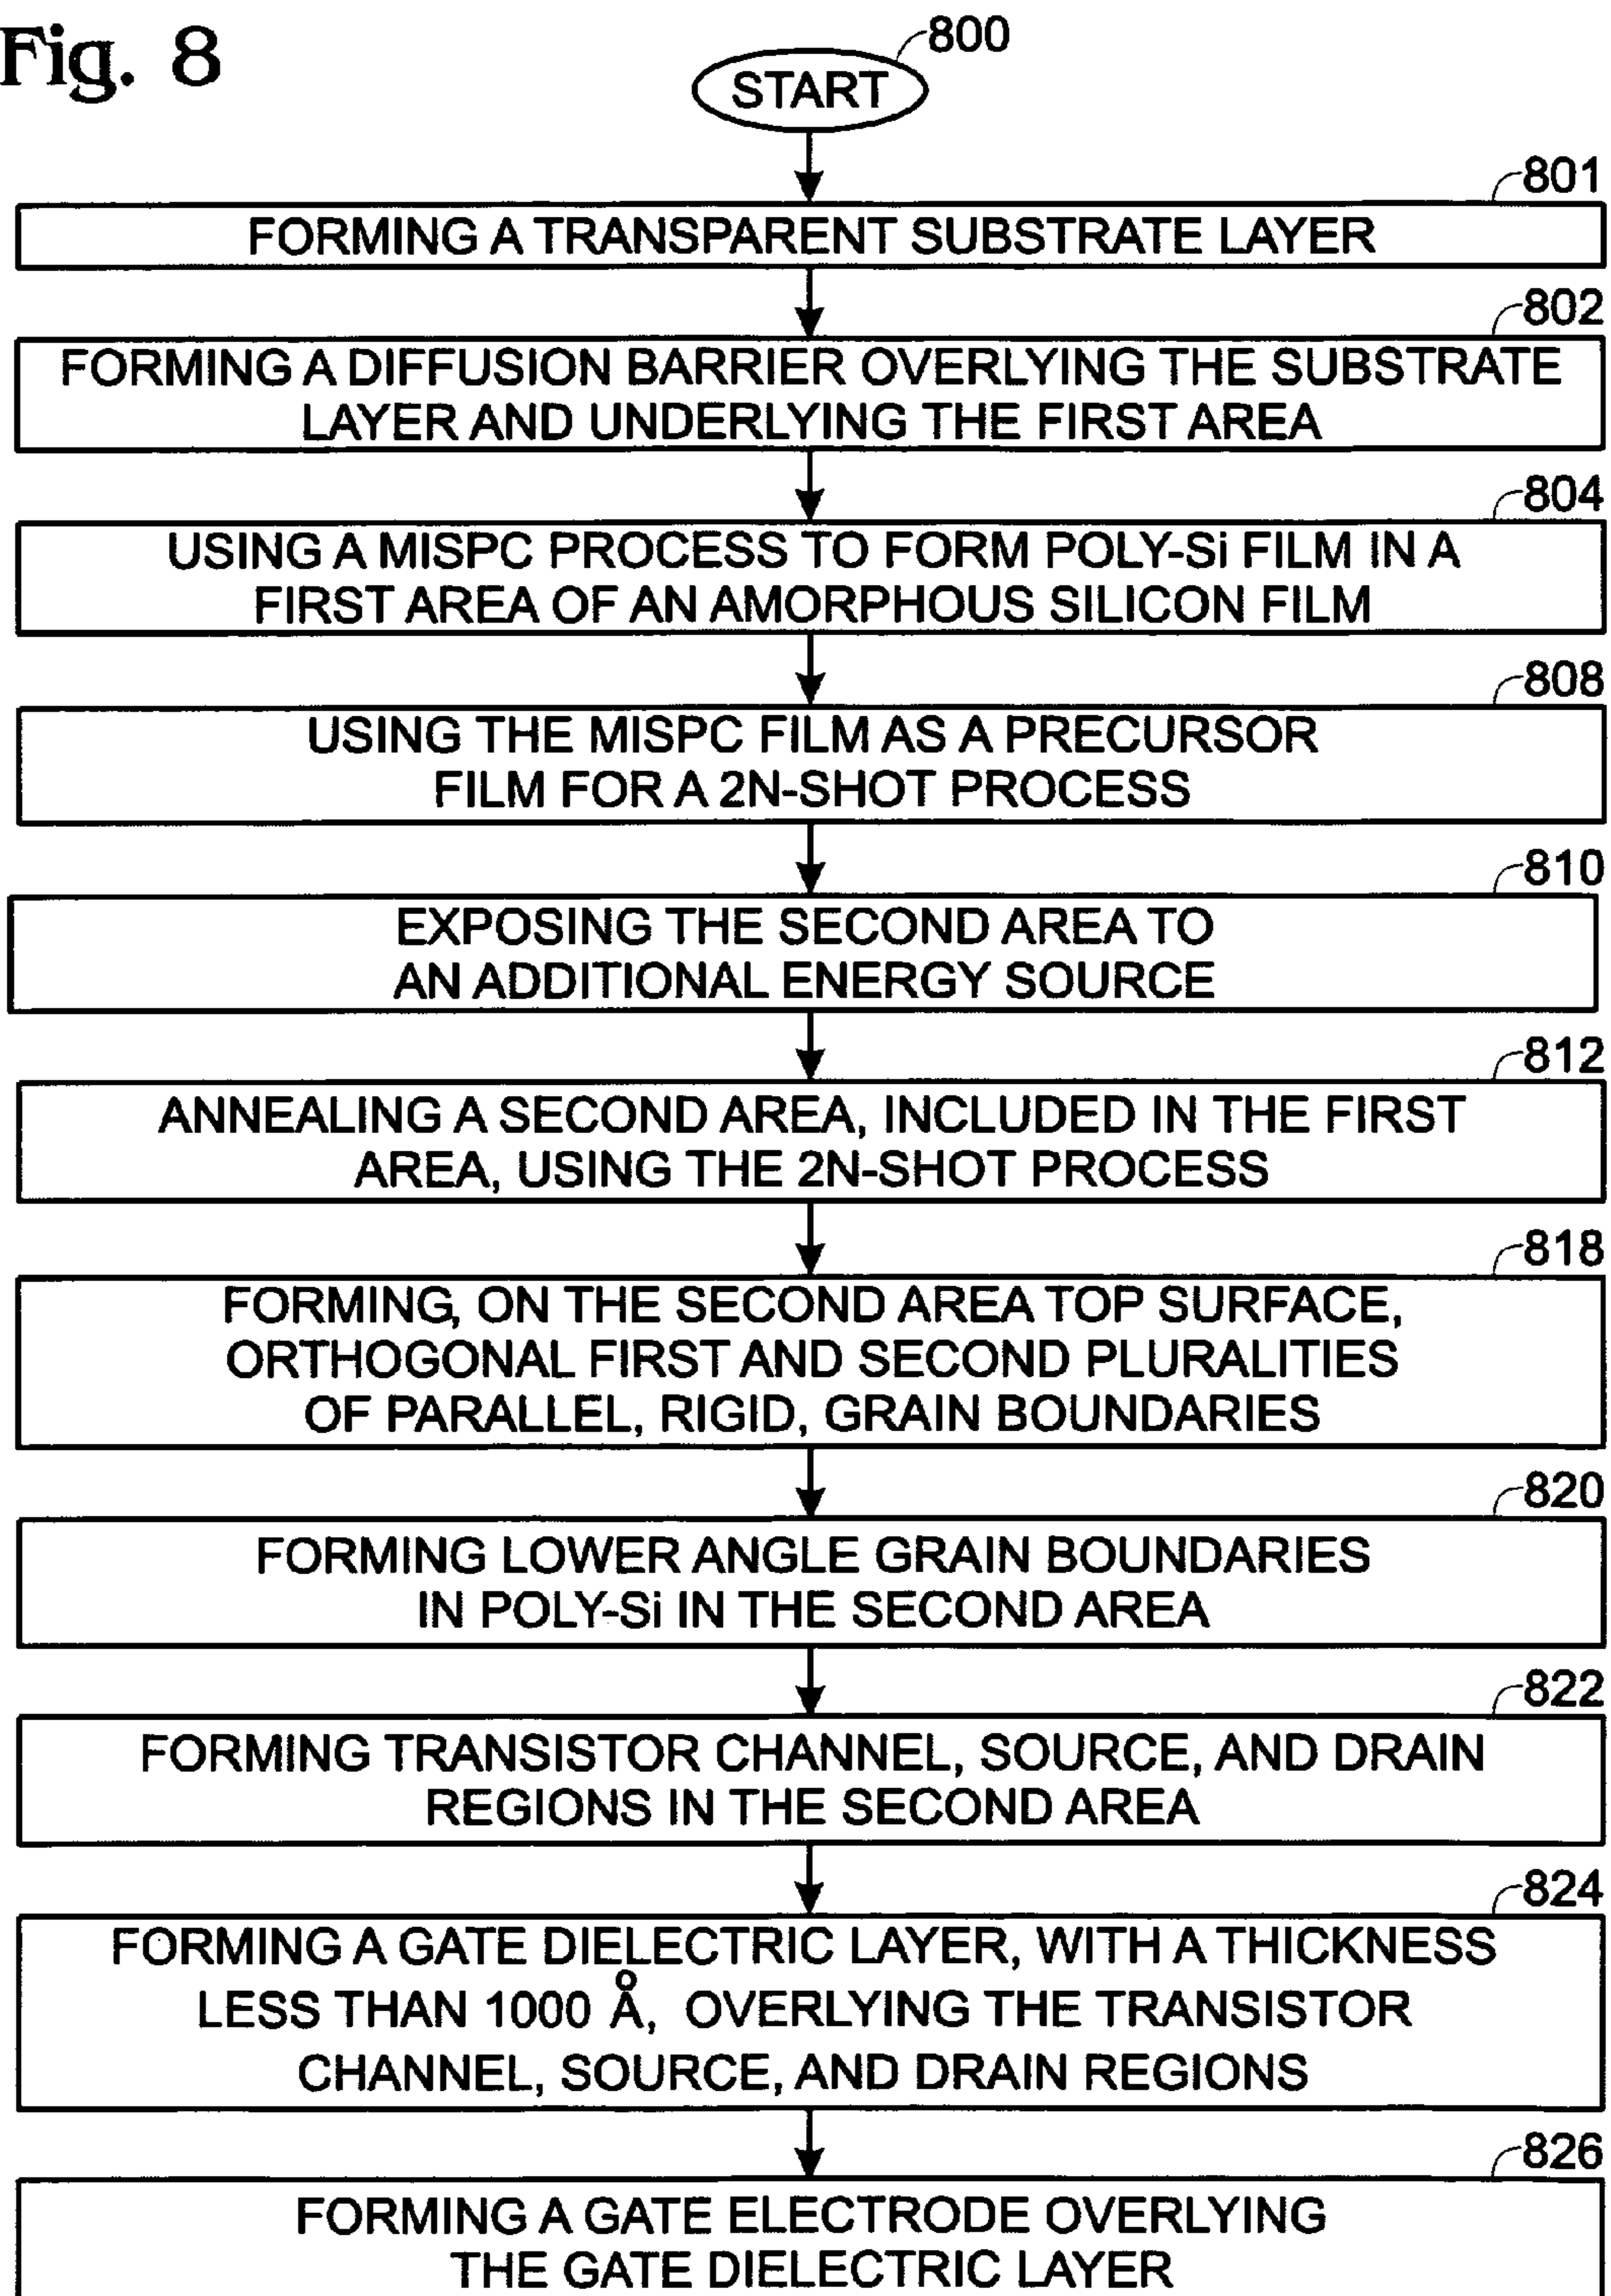 Fig. 8
800
START
801
FORMING A TRANSPARENT SUBSTRATE LAYER
802
FORMING A DIFFUSION BARRIER OVERLYING THE SUBSTRATE
LAYER AND UNDERLYING THE FIRST AREA
804
USING A MISPC PROCESS TO FORM POLY-Si FILM IN A
FIRST AREA OF AN AMORPHOUS SILICON FILM
808
USING THE MISPC FILM AS A PRECURSOR
FILM FOR A 2N-SHOT PROCESS
810
EXPOSING THE SECOND AREA TO
AN ADDITIONAL ENERGY SOURCE
812
ANNEALING A SECOND AREA, INCLUDED IN THE FIRST
AREA, USING THE 2N-SHOT PROCESS
818
FORMING, ON THE SECOND AREA TOP SURFACE,
ORTHOGONAL FIRST AND SECOND PLURALITIES
OF PARALLEL, RIGID, GRAIN BOUNDARIES
820
FORMING LOWER ANGLE GRAIN BOUNDARIES
IN POLY-Si IN THE SECOND AREA
822
FORMING TRANSISTOR CHANNEL, SOURCE, AND DRAIN
REGIONS IN THE SECOND AREA
824
FORMING A GATE DIELECTRIC LAYER, WITH A THICKNESS
LESS THAN 1000 Å, OVERLYING THE TRANSISTOR
CHANNEL, SOURCE, AND DRAIN REGIONS
826
FORMING A GATE ELECTRODE OVERLYING
THE GATE DIELECTRIC LAYER